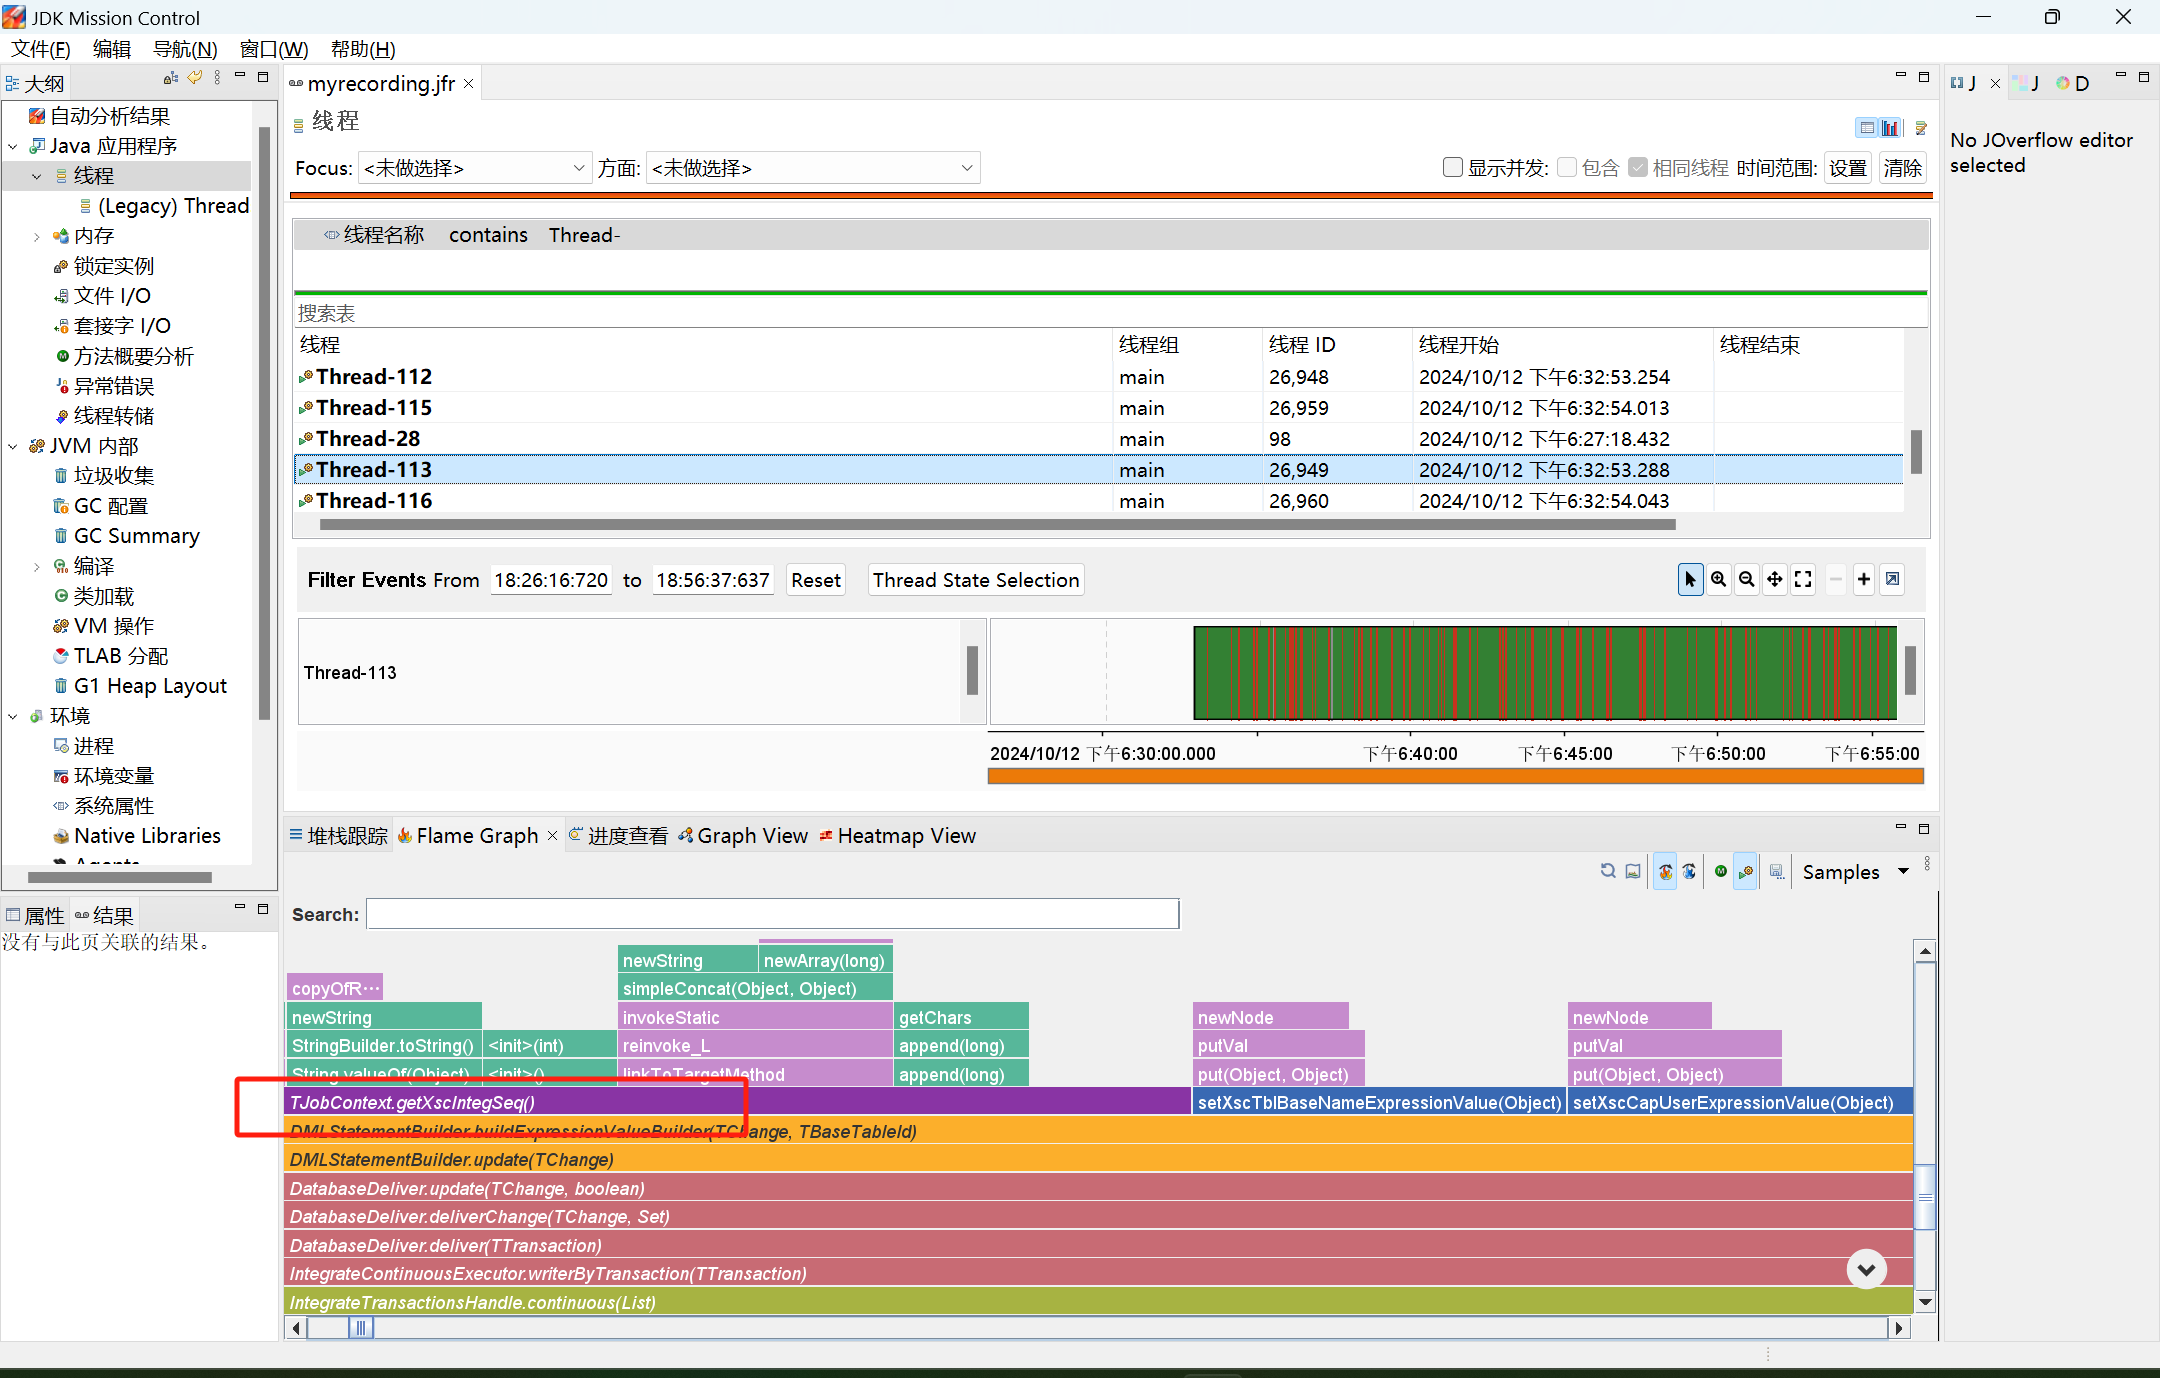 JDK Mission Control
文件(F) 编辑 导航(N) 窗口(W) 帮助(H)
大纲
自动分析结果
Java 应用程序
线程
(Legacy) Thread
内存
锁定实例
文件 I/O
套接字 I/O
方法概要分析
异常错误
线程转储
JVM 内部
垃圾收集
GC 配置
GC Summary
编译
类加载
VM 操作
TLAB 分配
G1 Heap Layout
环境
进程
环境变量
系统属性
Native Libraries
属性 结果
没有与此页关联的结果。
myrecording.jfr
线程
Focus: <未做选择> 方面: <未做选择> 显示并发: 包含 相同线程 时间范围: 设置 清除
线程名称 contains Thread-
搜索表
线程 线程组 线程 ID 线程开始 线程结束
Thread-112 main 26,948 2024/10/12 下午6:32:53.254
Thread-115 main 26,959 2024/10/12 下午6:32:54.013
Thread-28 main 98 2024/10/12 下午6:27:18.432
Thread-113 main 26,949 2024/10/12 下午6:32:53.288
Thread-116 main 26,960 2024/10/12 下午6:32:54.043
Filter Events From 18:26:16:720 to 18:56:37:637 Reset Thread State Selection
Thread-113
2024/10/12 下午6:30:00.000 下午6:40:00 下午6:45:00 下午6:50:00 下午6:55:00
堆栈跟踪 Flame Graph 进度查看 Graph View Heatmap View
Samples
Search:
newString newArray(long)
copyOfR··· simpleConcat(Object, Object)
newString invokeStatic getChars newNode newNode
StringBuilder.toString() <init>(int) reinvoke_L append(long) putVal putVal
String.valueOf(Object) <init>() linkToTargetMethod append(long) put(Object, Object) put(Object, Object)
TJobContext.getXscIntegSeq() setXscTblBaseNameExpressionValue(Object) setXscCapUserExpressionValue(Object)
DMLStatementBuilder.buildExpressionValueBuilder(TChange, TBaseTableId)
DMLStatementBuilder.update(TChange)
DatabaseDeliver.update(TChange, boolean)
DatabaseDeliver.deliverChange(TChange, Set)
DatabaseDeliver.deliver(TTransaction)
IntegrateContinuousExecutor.writerByTransaction(TTransaction)
IntegrateTransactionsHandle.continuous(List)
J J D
No JOverflow editor
selected